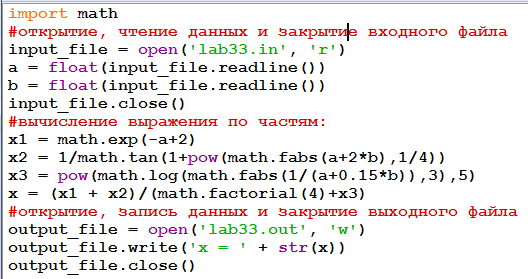 import math
#открытие, чтение данных и закрытие входного файла
input_file = open('lab33.in', 'r')
a = float(input_file.readline())
b = float(input_file.readline())
input_file.close()
#вычисление выражения по частям:
x1 = math.exp(-a+2)
x2 = 1/math.tan(1+pow(math.fabs(a+2*b),1/4))
x3 = pow(math.log(math.fabs(1/(a+0.15*b)),3),5)
x = (x1 + x2)/(math.factorial(4)+x3)
#открытие, запись данных и закрытие выходного файла
output_file = open('lab33.out', 'w')
output_file.write('x = ' + str(x))
output_file.close()